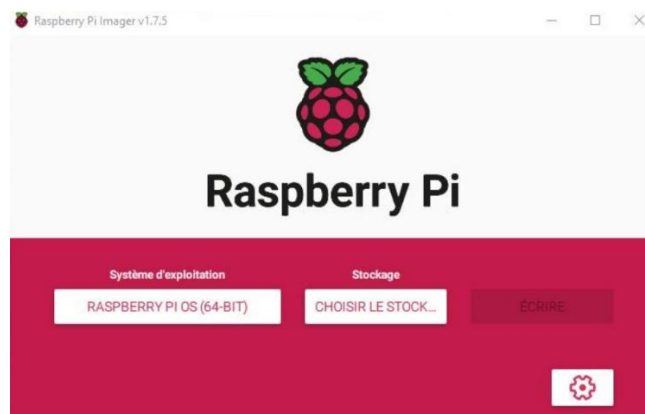 Raspberry Pi Imager v1.7.5
Raspberry Pi
Système d'exploitation
Stockage
RASPBERRY PI OS (64-BIT)
CHOISIR LE STOCK...
ÉCRIRE